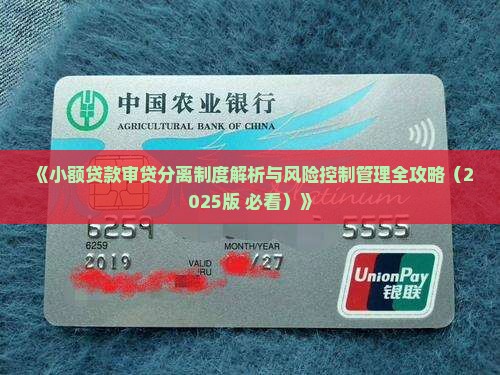 中国农业银行
AGRICULTURAL BANK OF CHINA
《小额贷款审贷分离制度解析与风险控制管理全攻略（2
025版 必看）》
6259 5555
6259
MONTH/YEAR
2019
VALID
THRU
/27
UnionPay
银联